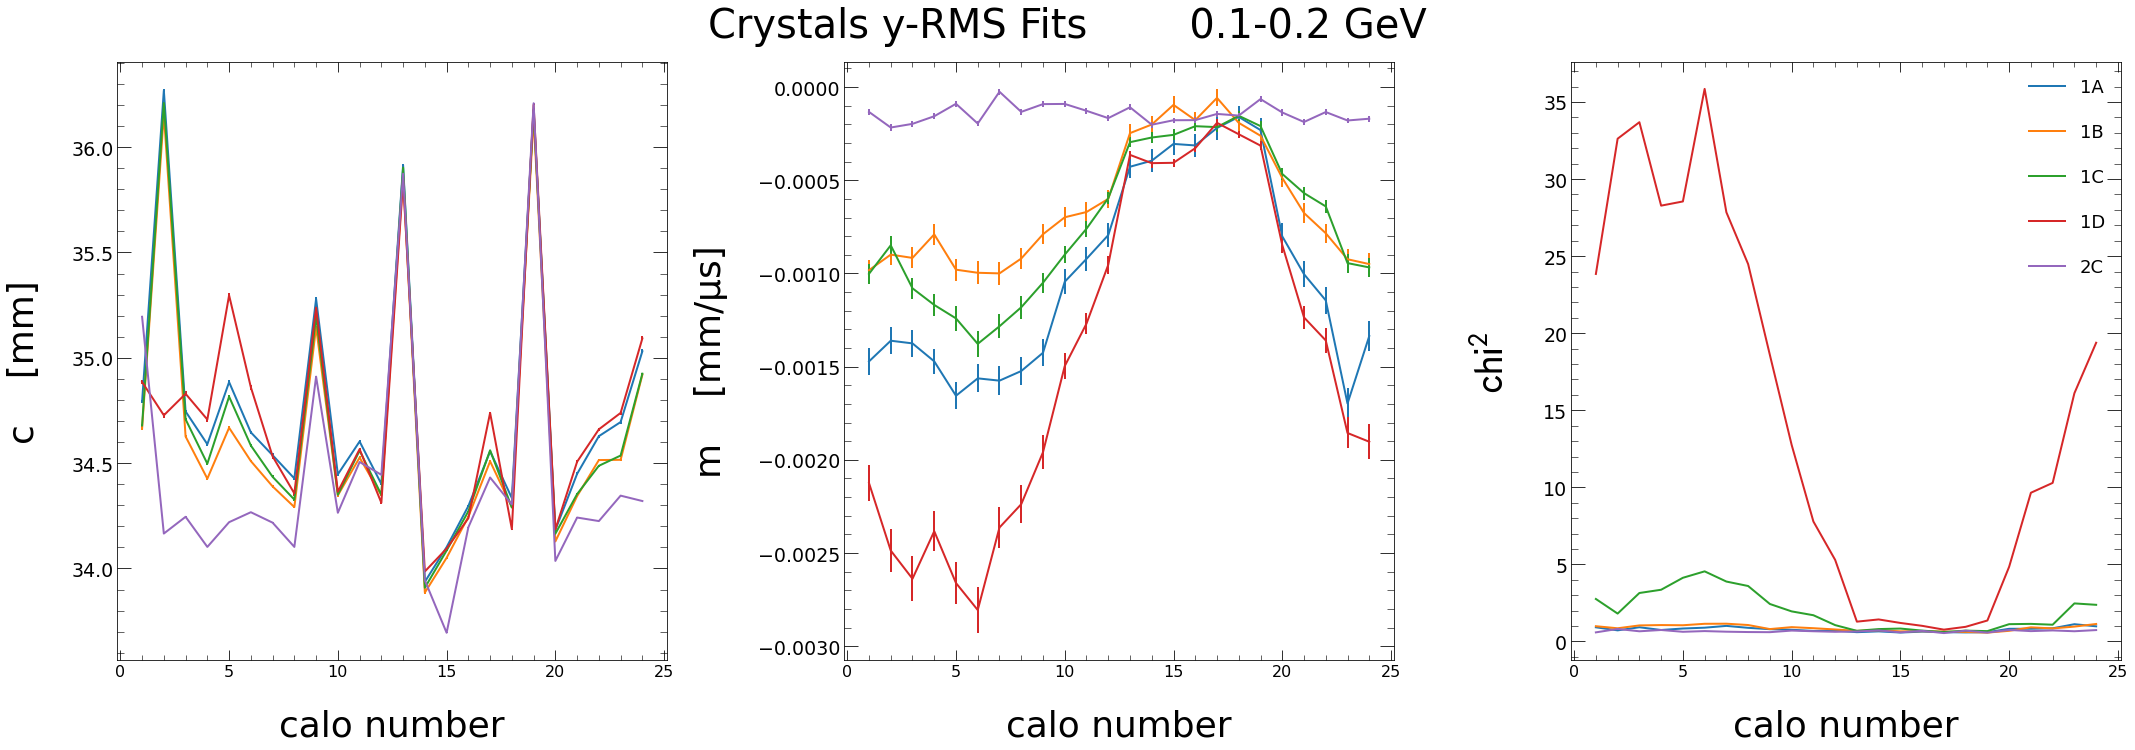 Crystals y-RMS Fits 0.1-0.2 GeV
c [mm]
36.0
35.5
35.0
34.5
34.0
0 5 10 15 20 25
calo number
m [mm/μs]
0.0000
−0.0005
−0.0010
−0.0015
−0.0020
−0.0025
−0.0030
0 5 10 15 20 25
calo number
chi²
35
30
25
20
15
10
5
0
0 5 10 15 20 25
calo number
1A
1B
1C
1D
2C